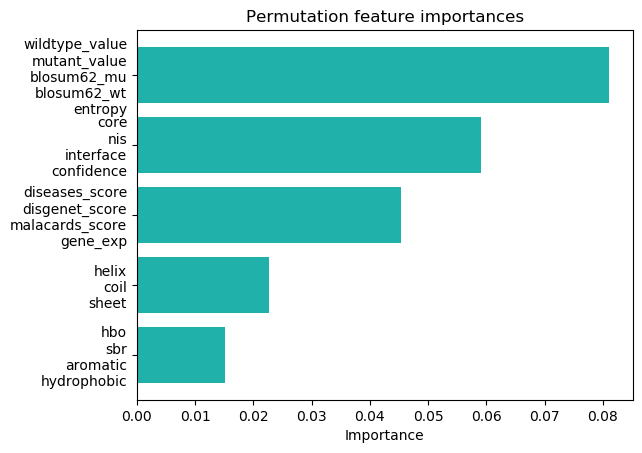 Permutation feature importances
wildtype_value
mutant_value
blosum62_mu
blosum62_wt
entropy
core
nis
interface
confidence
diseases_score
disgenet_score
malacards_score
gene_exp
helix
coil
sheet
hbo
sbr
aromatic
hydrophobic
0.00 0.01 0.02 0.03 0.04 0.05 0.06 0.07 0.08
Importance